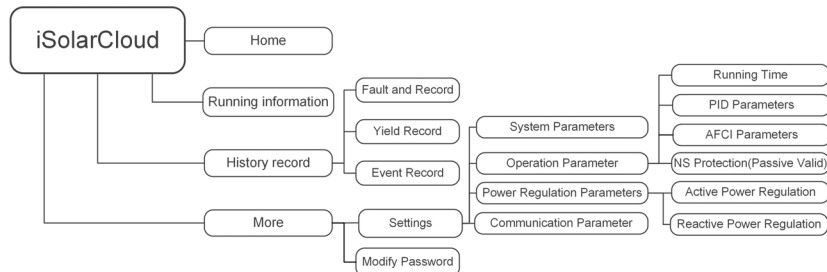 iSolarCloud
Home
Running information
History record
Fault and Record
Yield Record
Event Record
More
Settings
System Parameters
Operation Parameter
Running Time
PID Parameters
AFCI Parameters
NS Protection(Passive Valid)
Power Regulation Parameters
Active Power Regulation
Reactive Power Regulation
Communication Parameter
Modify Password